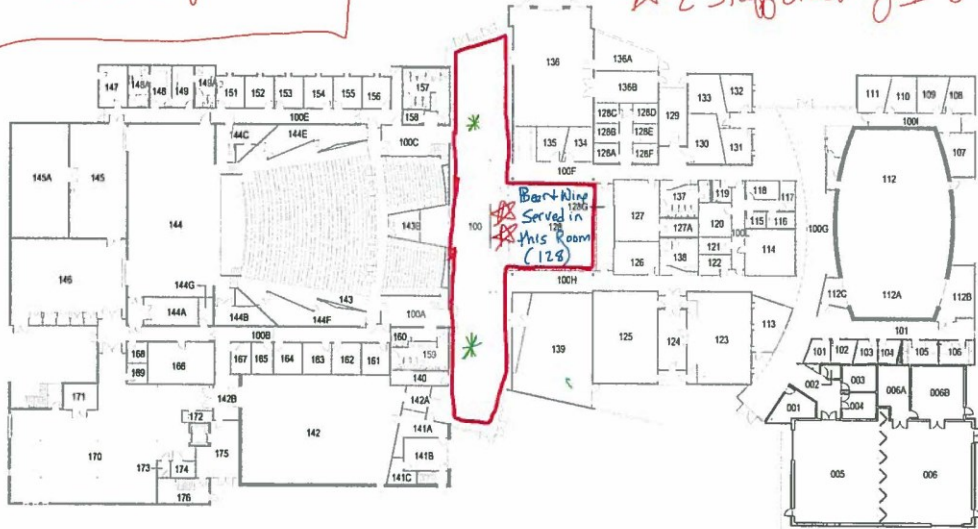 ☆ 2 Staff
147 148A 148 149 149A 151 152 153 154 155 156 157 158
136 136A 136B 133 132 111 110 109 108
100E 144C 144E 100C
128C 128D 128B 128E 128A 128F 129 130 131
135 134 100F 100I 107
145A 145 144 143B 100
Beer + Wine
Served in
this Room
(128)
128G 128
127 137 119 118 117 127A 120 115 116 121 122 114 126 138
112 100G 112A 112B 112C
146 144G 144A 144B 144F 143 100A 100H
100B 160 159 140
168 169 166 167 165 164 163 162 161
139 125 124 123 113
101
101 102 103 104 105 106
171 142B 142A 172 142 141A 141B 141C
170 173 174 175 176
001 002 003 004 006A 006B
005 006